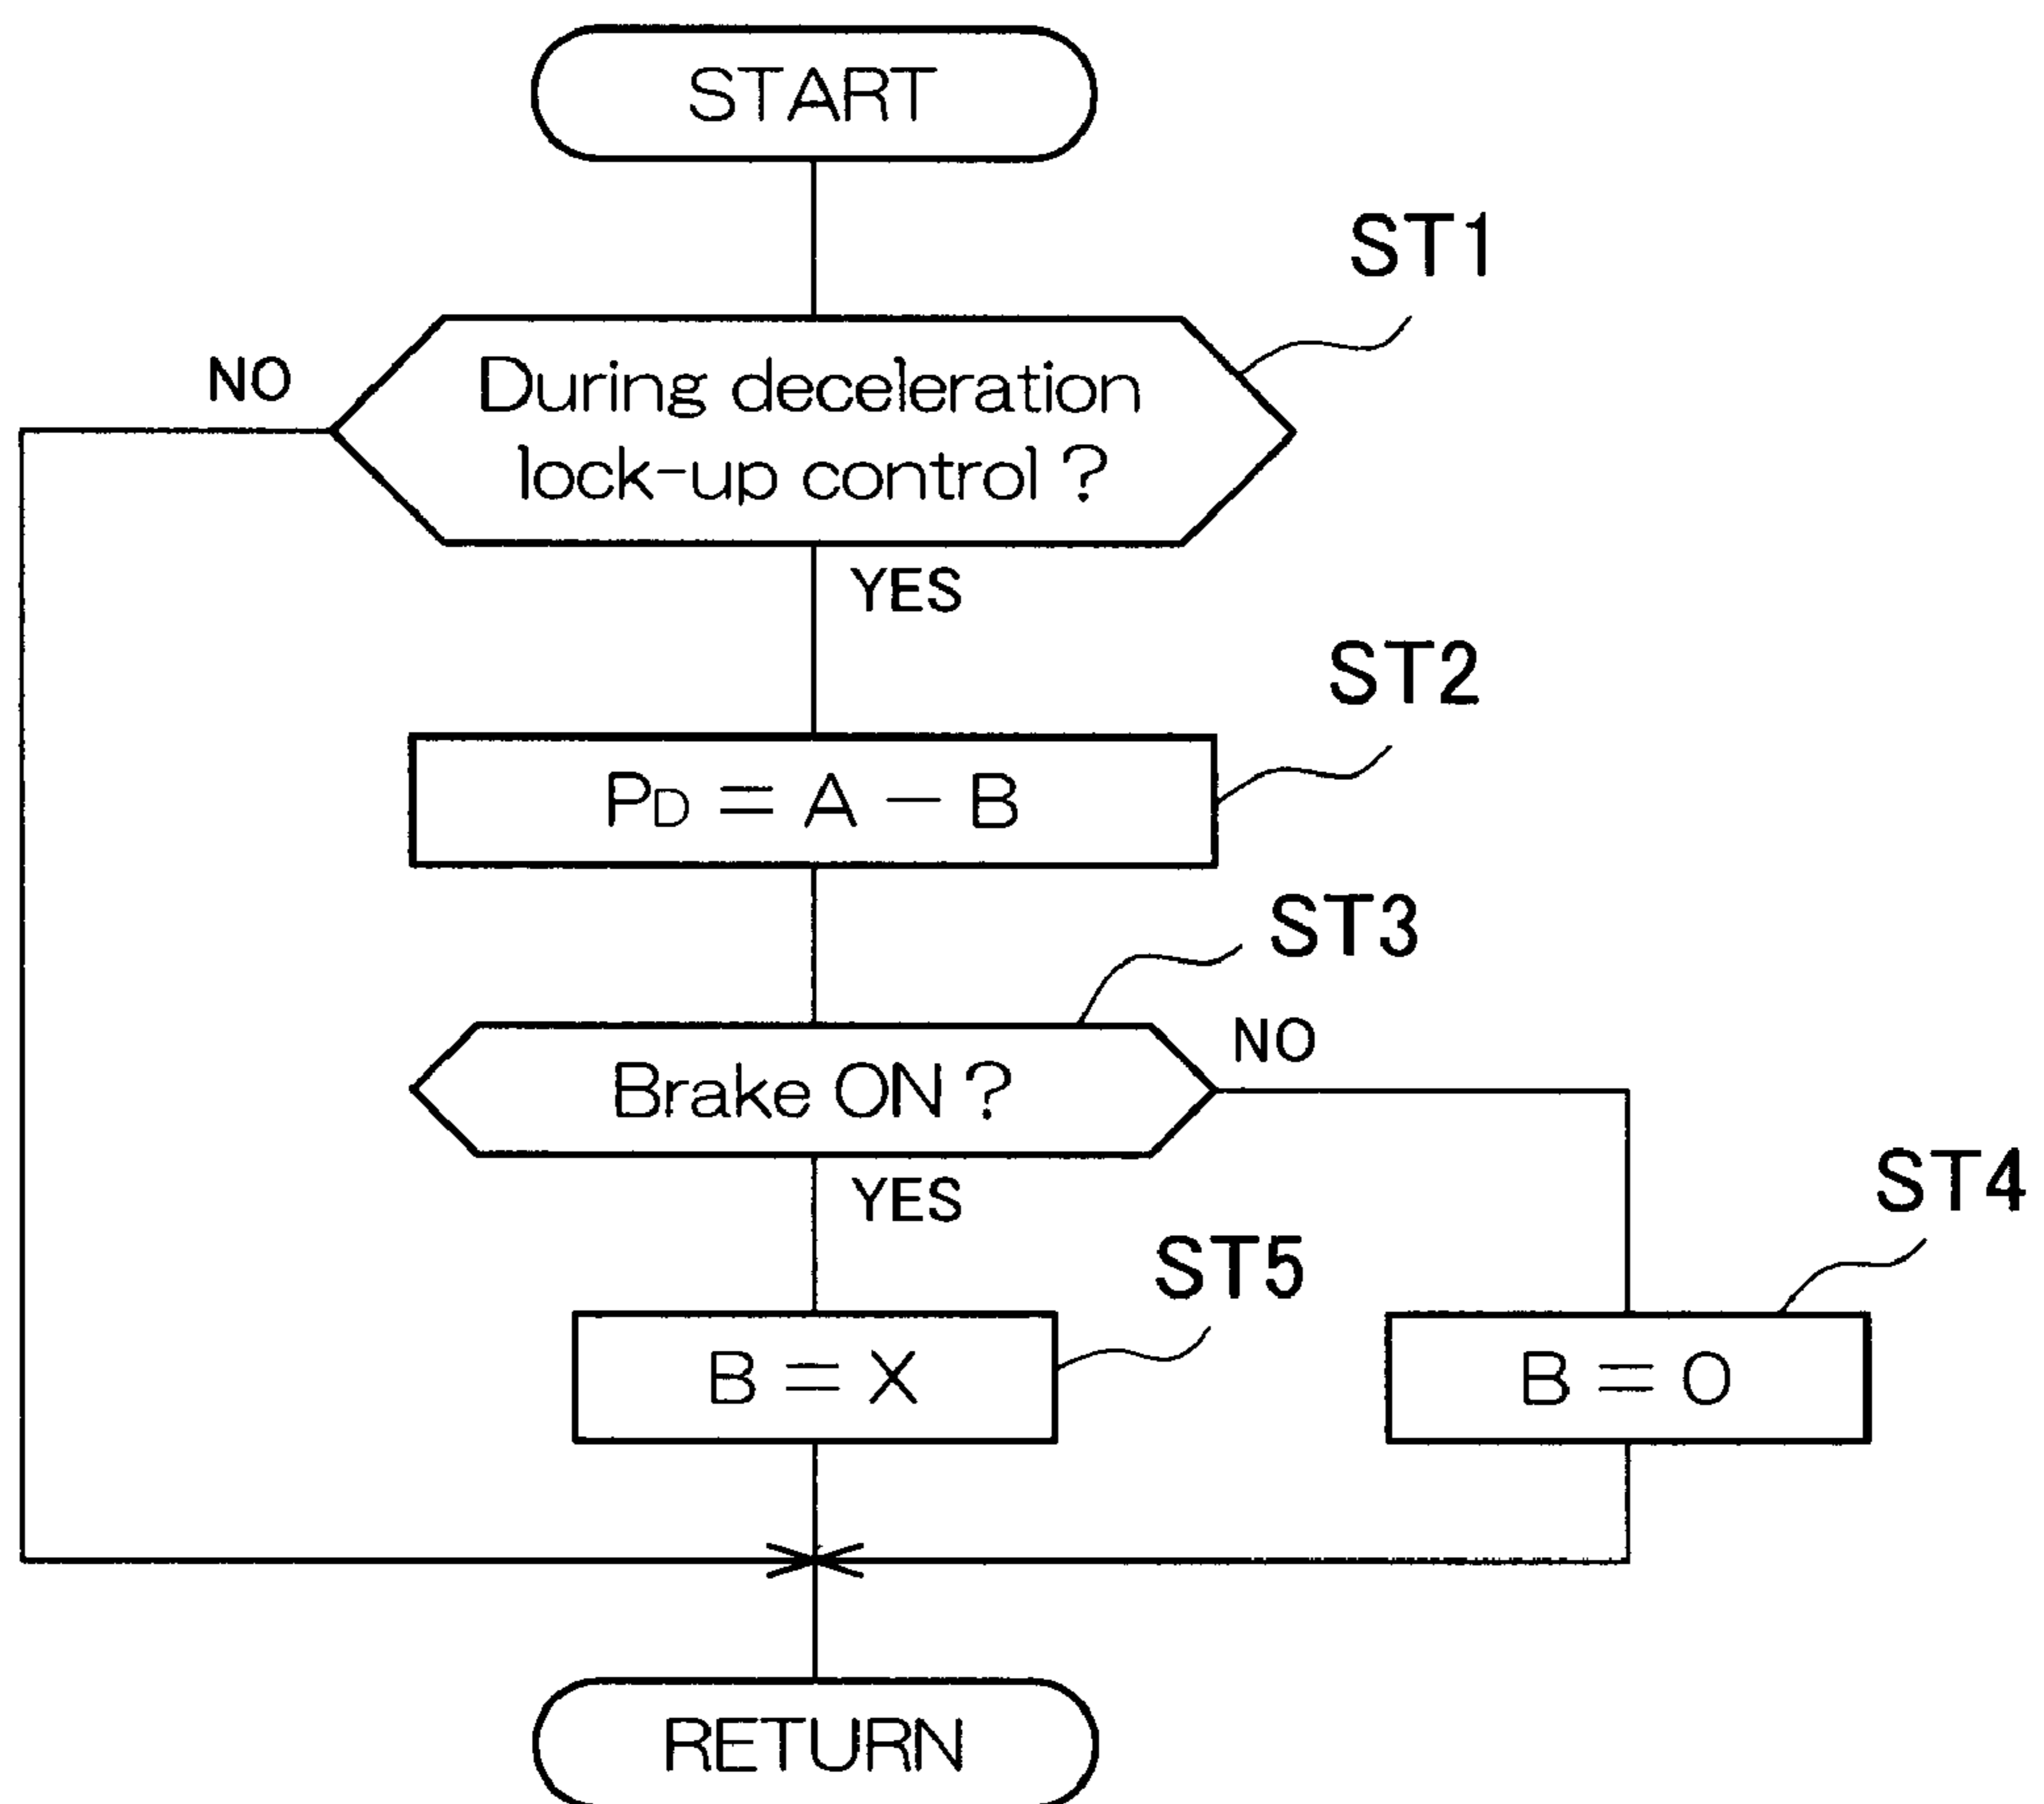 START
ST1
NO
During deceleration
lock-up control ?
YES
ST2
PD = A − B
ST3
Brake ON ?
NO
YES
ST4
ST5
B = X
B = 0
RETURN